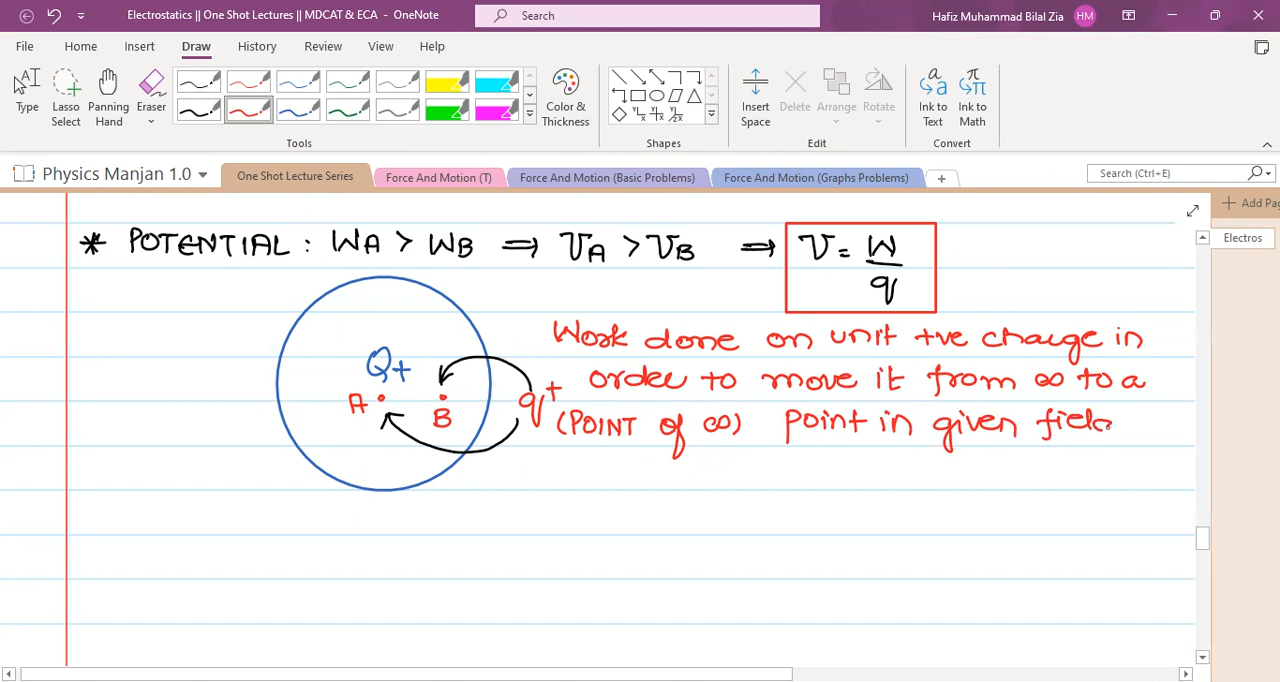 Electrostatics || One Shot Lectures || MDCAT & ECA - OneNote
Search
Hafiz Muhammad Bilal Zia
HM
File Home Insert Draw History Review View Help
Type Lasso Select Panning Hand Eraser Color & Thickness Insert Space Delete Arrange Rotate Ink to Text Ink to Math
Tools Shapes Edit Convert
Physics Manjan 1.0 One Shot Lecture Series Force And Motion (T) Force And Motion (Basic Problems) Force And Motion (Graphs Problems) + Search (Ctrl+E)
Add Pag
Electros
* POTENTIAL : WA > WB ⇒ VA > VB ⇒ V = W/q
Work done on unit +ve charge in
order to move it from ∞ to a
(POINT of ∞) point in given field
Q+
A
B
q+